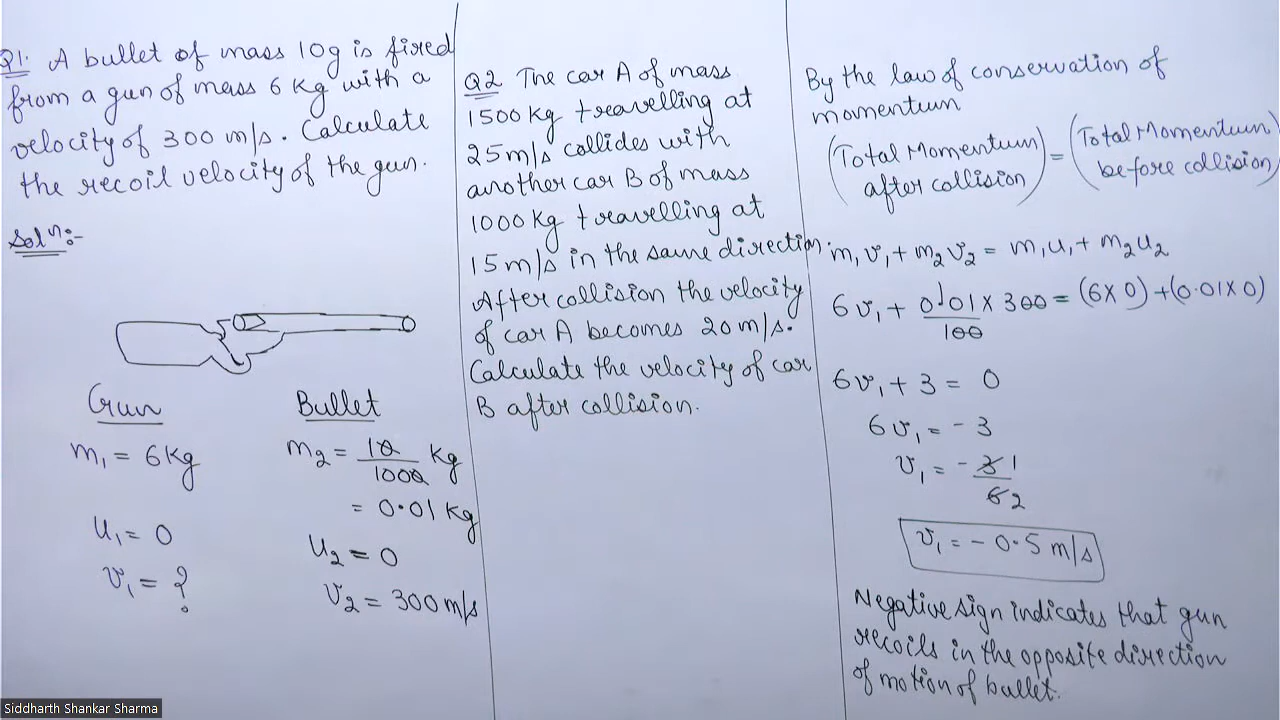 Q1. A bullet of mass 10g is fired
from a gun of mass 6 Kg with a
velocity of 300 m/s. Calculate
the recoil velocity of the gun.
Solⁿ:-
Gun
m₁ = 6Kg
u₁ = 0
v₁ = ?
Bullet
m₂ = 10/1000 Kg
= 0.01 Kg
u₂ = 0
v₂ = 300 m/s
Q2 The car A of mass
1500 Kg travelling at
25 m/s collides with
another car B of mass
1000 Kg travelling at
15 m/s in the same direction.
After collision the velocity
of car A becomes 20 m/s.
Calculate the velocity of car
B after collision.
By the law of conservation of
momentum
(Total Momentum after collision) = (Total Momentum before collision)
m₁v₁ + m₂v₂ = m₁u₁ + m₂u₂
6v₁ + 0.01/100 × 300 = (6 × 0) + (0.01 × 0)
6v₁ + 3 = 0
6v₁ = - 3
v₁ = - 3 1/6 2
v₁ = - 0.5 m/s
Negative sign indicates that gun
recoils in the opposite direction
of motion of bullet.
Siddharth Shankar Sharma